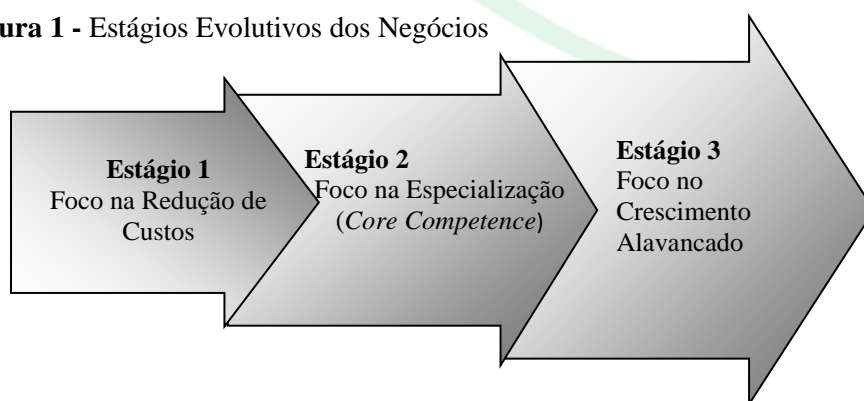 ura 1 - Estágios Evolutivos dos Negócios
Estágio 1
Foco na Redução de
Custos
Estágio 2
Foco na Especialização
(Core Competence)
Estágio 3
Foco no
Crescimento
Alavancado